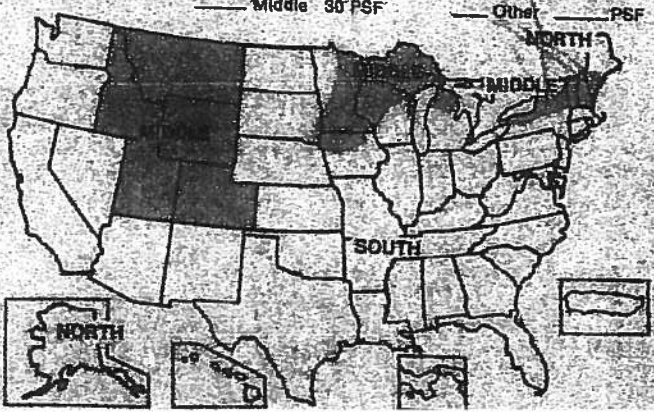 Middle 30 PSF
Other PSF
NORTH
MIDDLE
MIDDLE
MIDDLE
SOUTH
NORTH